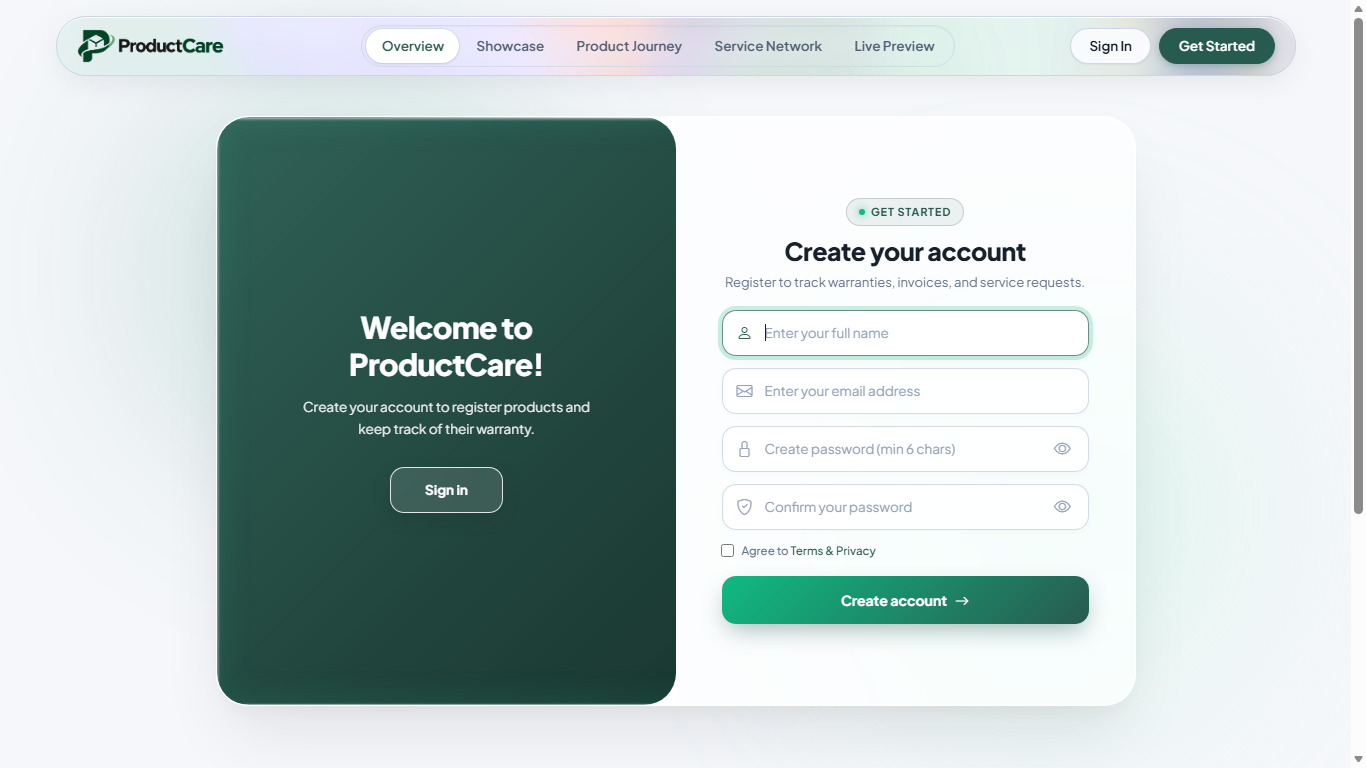 ProductCare
Overview
Showcase
Product Journey
Service Network
Live Preview
Sign In
Get Started
Welcome to
ProductCare!
Create your account to register products and
keep track of their warranty.
Sign in
GET STARTED
Create your account
Register to track warranties, invoices, and service requests.
Enter your full name
Enter your email address
Create password (min 6 chars)
Confirm your password
Agree to Terms & Privacy
Create account →